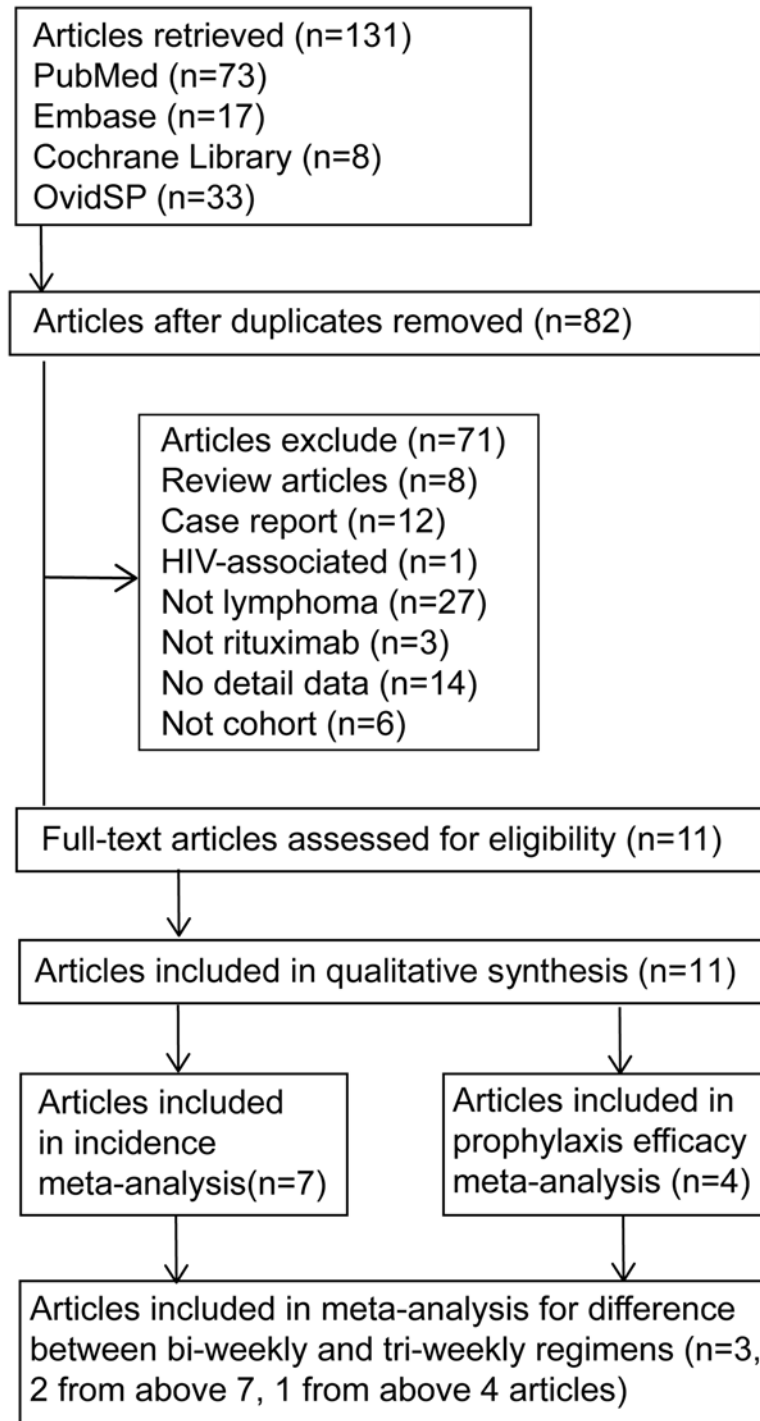 Articles retrieved (n=131)
PubMed (n=73)
Embase (n=17)
Cochrane Library (n=8)
OvidSP (n=33)
Articles after duplicates removed (n=82)
Articles exclude (n=71)
Review articles (n=8)
Case report (n=12)
HIV-associated (n=1)
Not lymphoma (n=27)
Not rituximab (n=3)
No detail data (n=14)
Not cohort (n=6)
Full-text articles assessed for eligibility (n=11)
Articles included in qualitative synthesis (n=11)
Articles included
in incidence
meta-analysis(n=7)
Articles included in
prophylaxis efficacy
meta-analysis (n=4)
Articles included in meta-analysis for difference
between bi-weekly and tri-weekly regimens (n=3,
2 from above 7, 1 from above 4 articles)